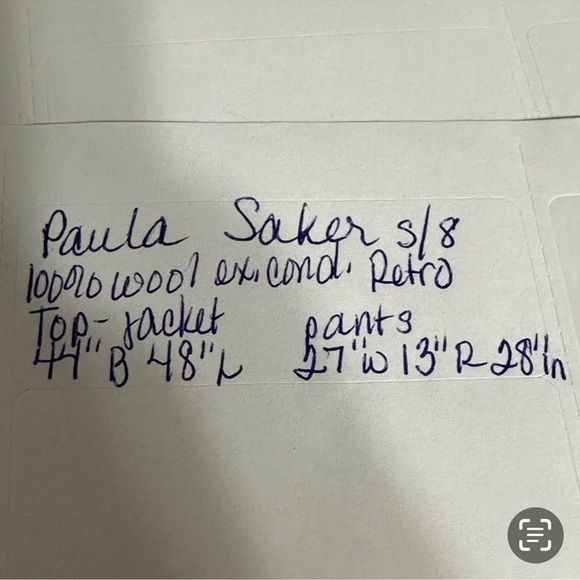 Paula Saker s/8
100% wool ex. cond. Retro
Top - jacket pants
44" B 48" L 27" W 13" R 28" in